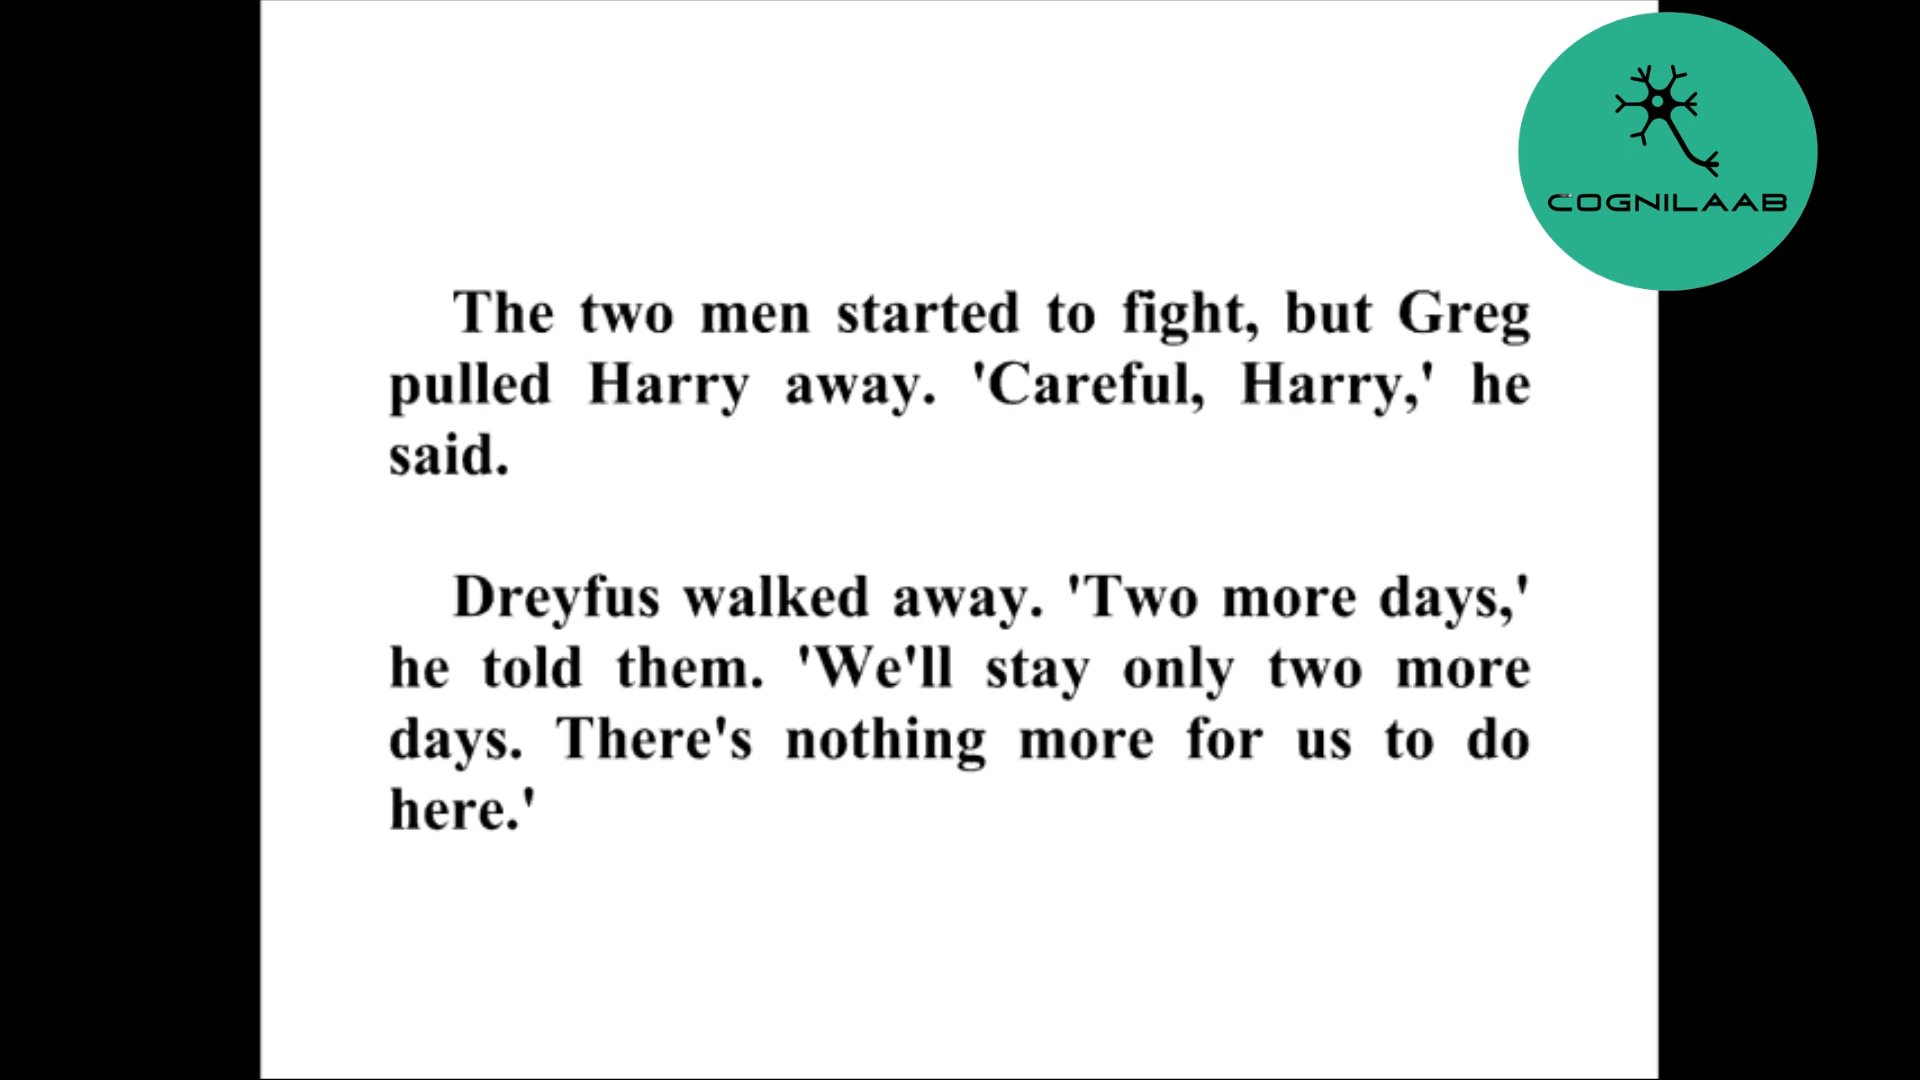 COGNILAAB
The two men started to fight, but Greg
pulled Harry away. 'Careful, Harry,' he
said.
Dreyfus walked away. 'Two more days,'
he told them. 'We'll stay only two more
days. There's nothing more for us to do
here.'